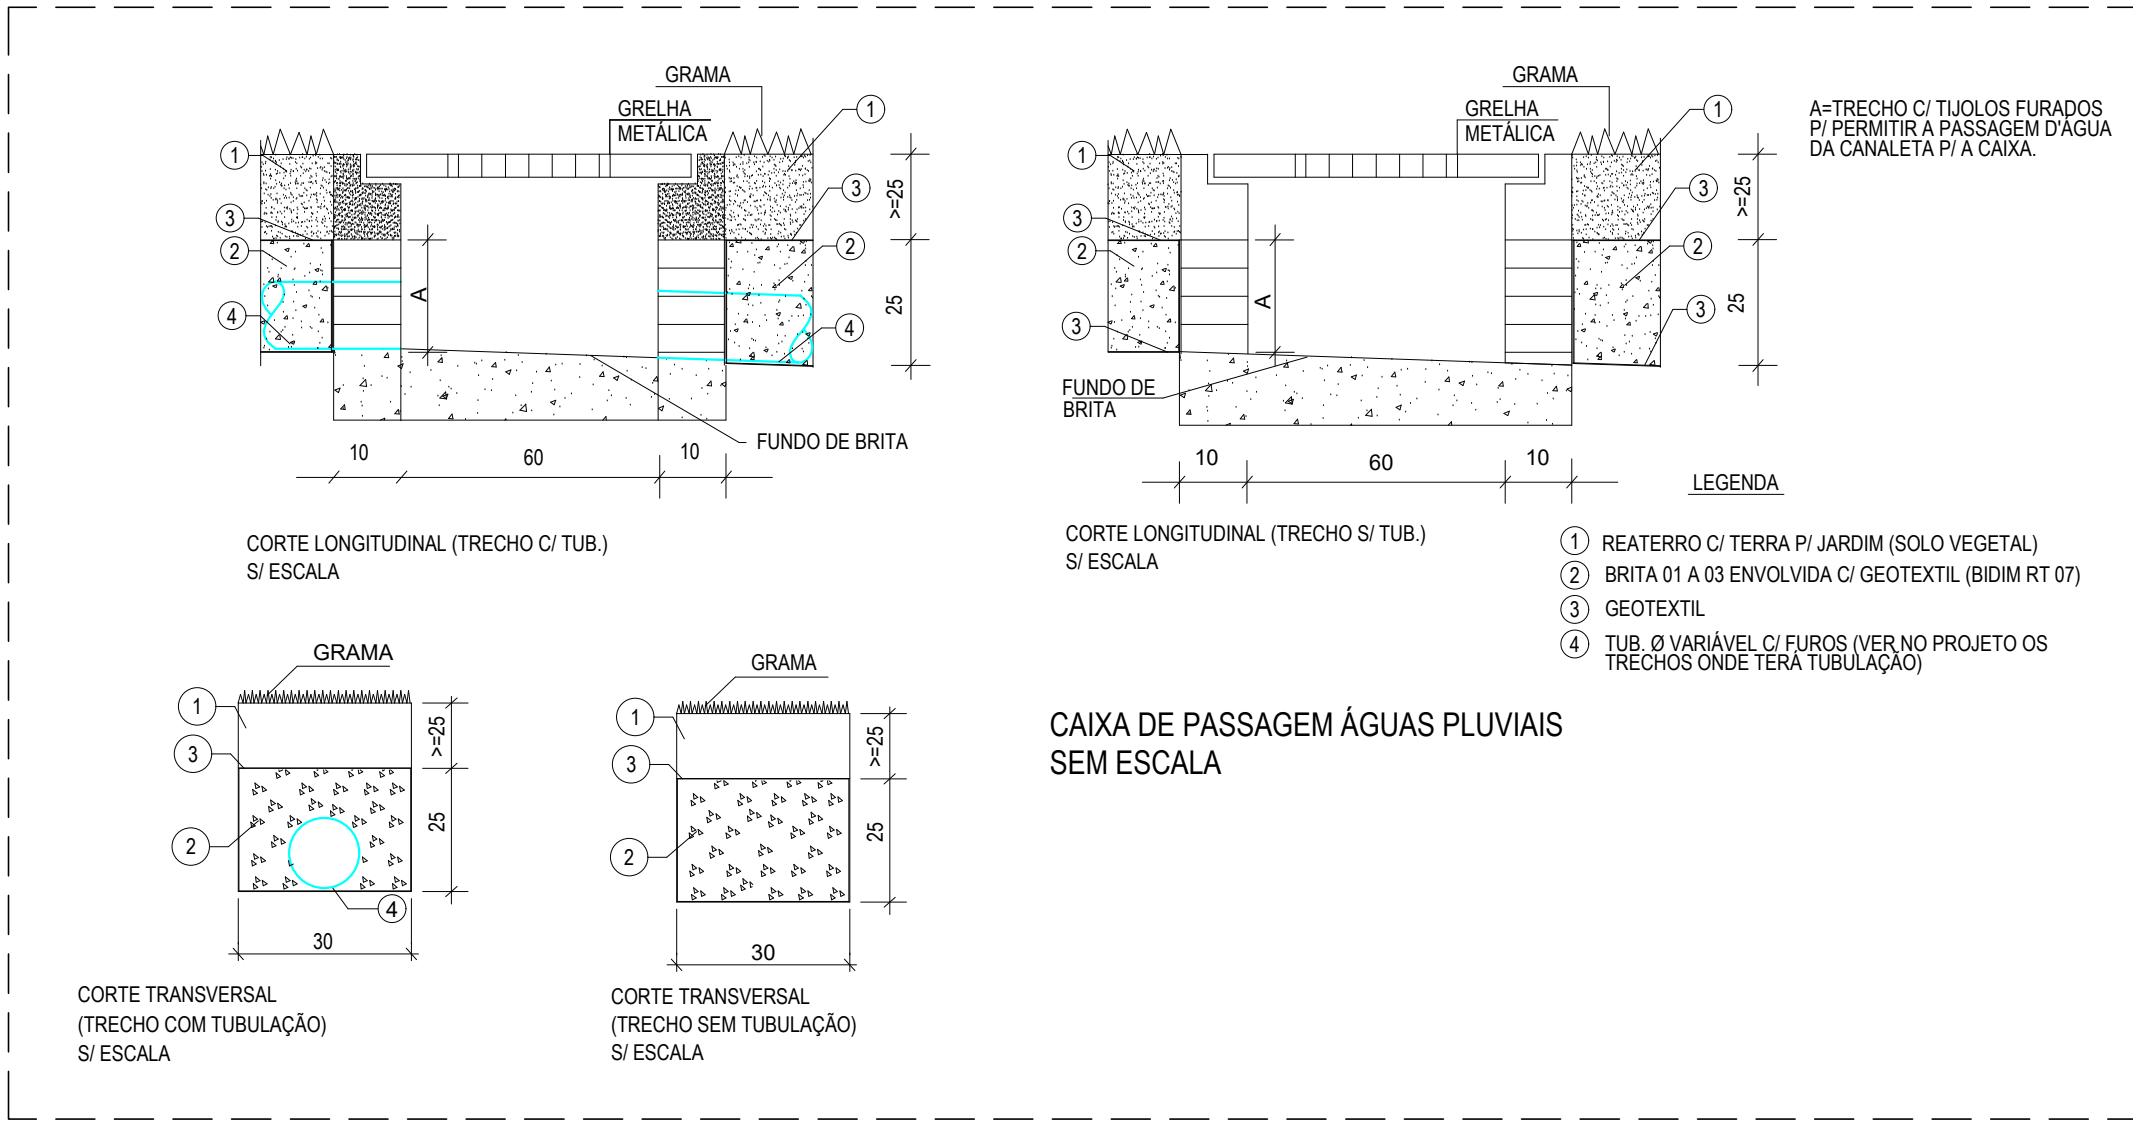 GRAMA
GRELHA
METÁLICA
1
1
3
3
2
2
4
4
A
>=25
25
FUNDO DE BRITA
10
60
10
CORTE LONGITUDINAL (TRECHO C/ TUB.)
S/ ESCALA
GRAMA
GRELHA
METÁLICA
1
1
3
3
2
2
3
3
A
>=25
25
FUNDO DE
BRITA
10
60
10
CORTE LONGITUDINAL (TRECHO S/ TUB.)
S/ ESCALA
A=TRECHO C/ TIJOLOS FURADOS
P/ PERMITIR A PASSAGEM D'ÁGUA
DA CANALETA P/ A CAIXA.
LEGENDA
1 REATERRO C/ TERRA P/ JARDIM (SOLO VEGETAL)
2 BRITA 01 A 03 ENVOLVIDA C/ GEOTEXTIL (BIDIM RT 07)
3 GEOTEXTIL
4 TUB. Ø VARIÁVEL C/ FUROS (VER NO PROJETO OS
TRECHOS ONDE TERÁ TUBULAÇÃO)
GRAMA
1
3
2
4
>=25
25
30
CORTE TRANSVERSAL
(TRECHO COM TUBULAÇÃO)
S/ ESCALA
GRAMA
1
3
2
>=25
25
30
CORTE TRANSVERSAL
(TRECHO SEM TUBULAÇÃO)
S/ ESCALA
CAIXA DE PASSAGEM ÁGUAS PLUVIAIS
SEM ESCALA